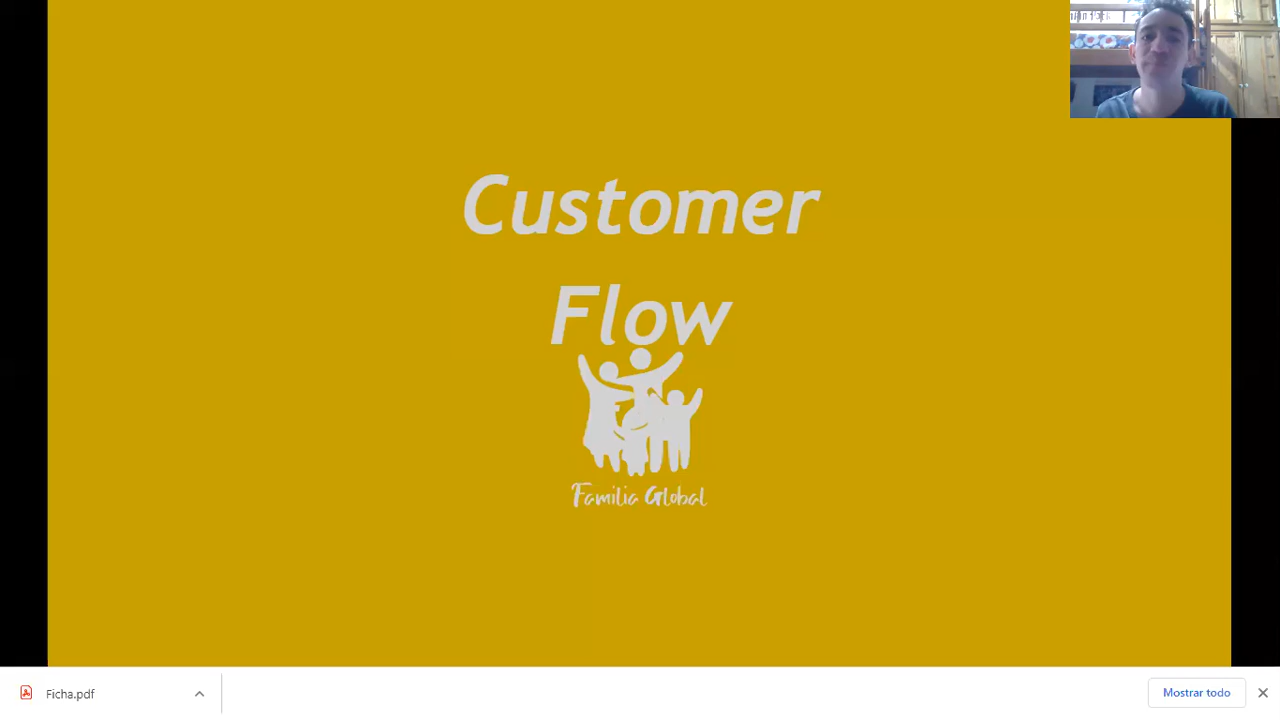 Customer
Flow
Familia Global
Ficha.pdf
Mostrar todo